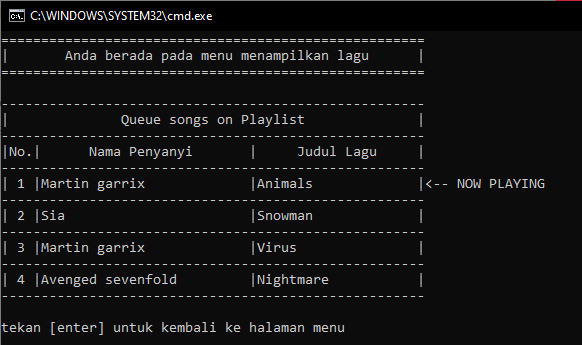 C:\WINDOWS\SYSTEM32\cmd.exe
=====================================================
|       Anda berada pada menu menampilkan lagu      |
=====================================================
-----------------------------------------------------
|              Queue songs on Playlist              |
-----------------------------------------------------
|No.|      Nama Penyanyi       |     Judul Lagu     |
-----------------------------------------------------
| 1 |Martin garrix             |Animals             |<-- NOW PLAYING
-----------------------------------------------------
| 2 |Sia                       |Snowman             |
-----------------------------------------------------
| 3 |Martin garrix             |Virus               |
-----------------------------------------------------
| 4 |Avenged sevenfold         |Nightmare           |
-----------------------------------------------------
tekan [enter] untuk kembali ke halaman menu